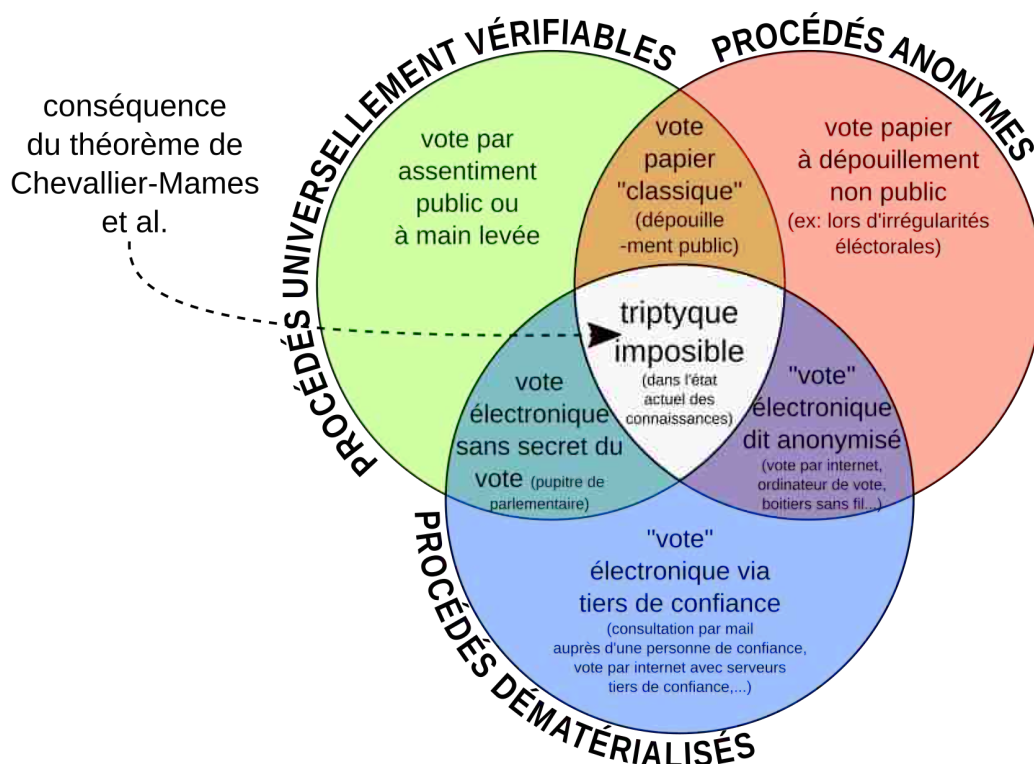 PROCÉDÉS UNIVERSELLEMENT VÉRIFIABLES
PROCÉDÉS ANONYMES
conséquence
du théorème de
Chevallier-Mames
et al.
vote par
assentiment
public ou
à main levée
vote
papier
"classique"
(dépouille
-ment public)
vote papier
à dépouillement
non public
(ex: lors d'irrégularités
éléctorales)
triptyque
imposible
(dans l'état
actuel des
connaissances)
vote
électronique
sans secret du
vote (pupitre de
parlementaire)
"vote"
électronique
dit anonymisé
(vote par internet,
ordinateur de vote,
boitiers sans fil...)
"vote"
électronique via
tiers de confiance
(consultation par mail
auprès d'une personne de confiance,
vote par internet avec serveurs
tiers de confiance,...)
PROCÉDÉS DÉMATÉRIALISÉS